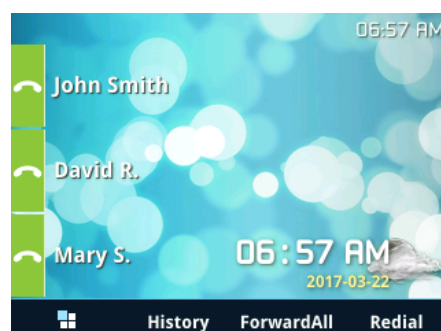 06:57 AM
John Smith
David R.
Mary S.
06:57 AM
2017-03-22
History ForwardAll Redial